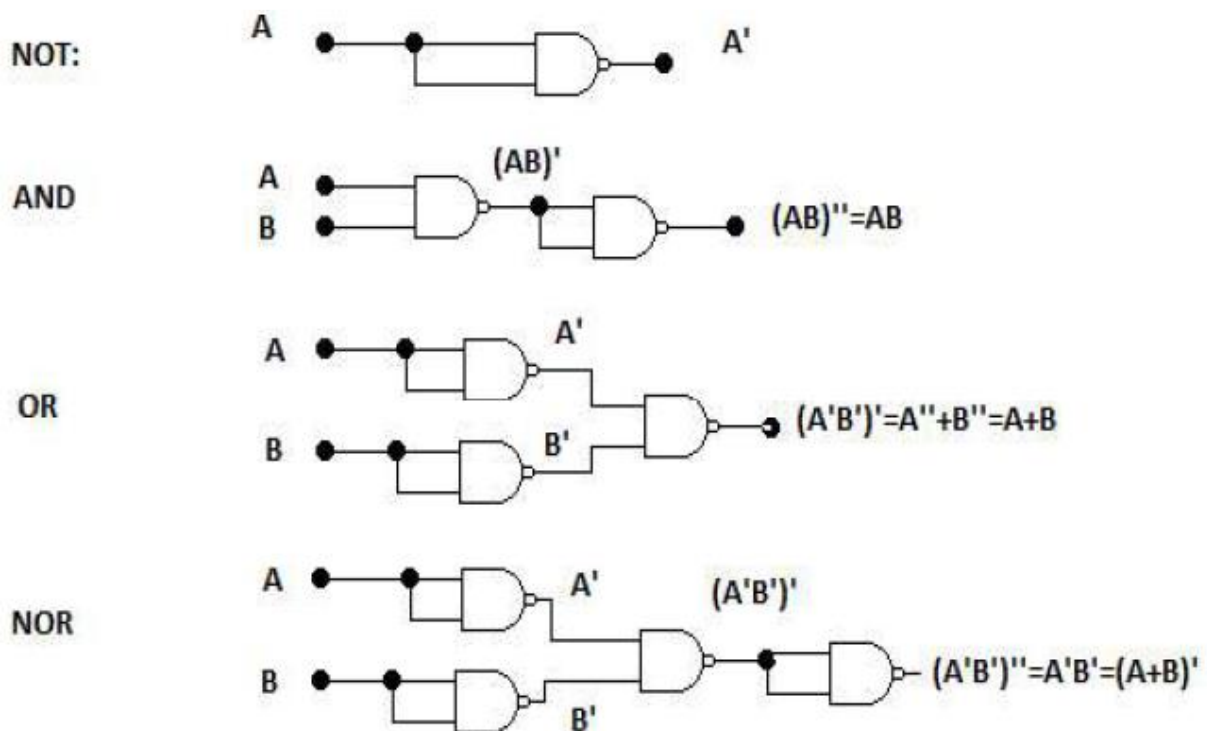 NOT:
A
A'
AND
A
B
(AB)'
(AB)''=AB
OR
A
A'
B
B'
(A'B')'=A''+B''=A+B
NOR
A
A'
(A'B')'
B
B'
(A'B')''=A'B'=(A+B)'